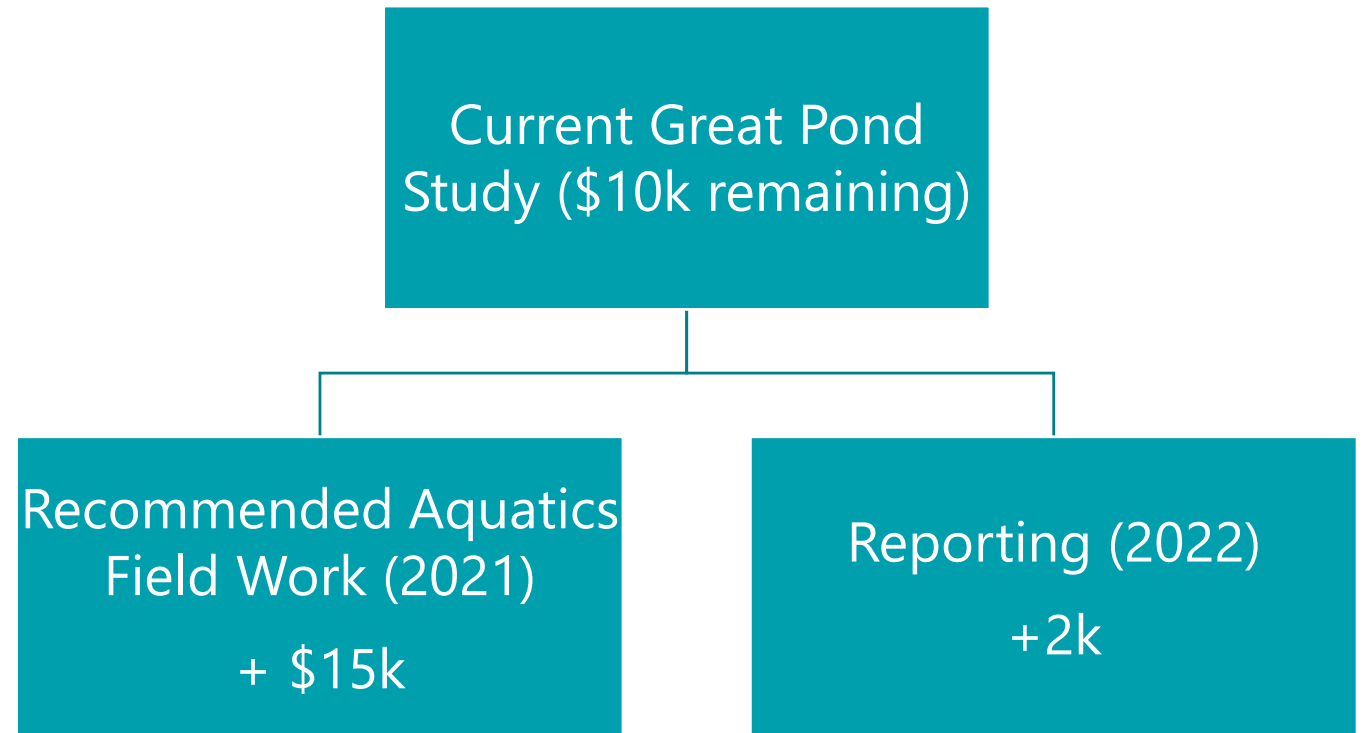 Current Great Pond
Study ($10k remaining)
Recommended Aquatics
Field Work (2021)
+ $15k
Reporting (2022)
+2k